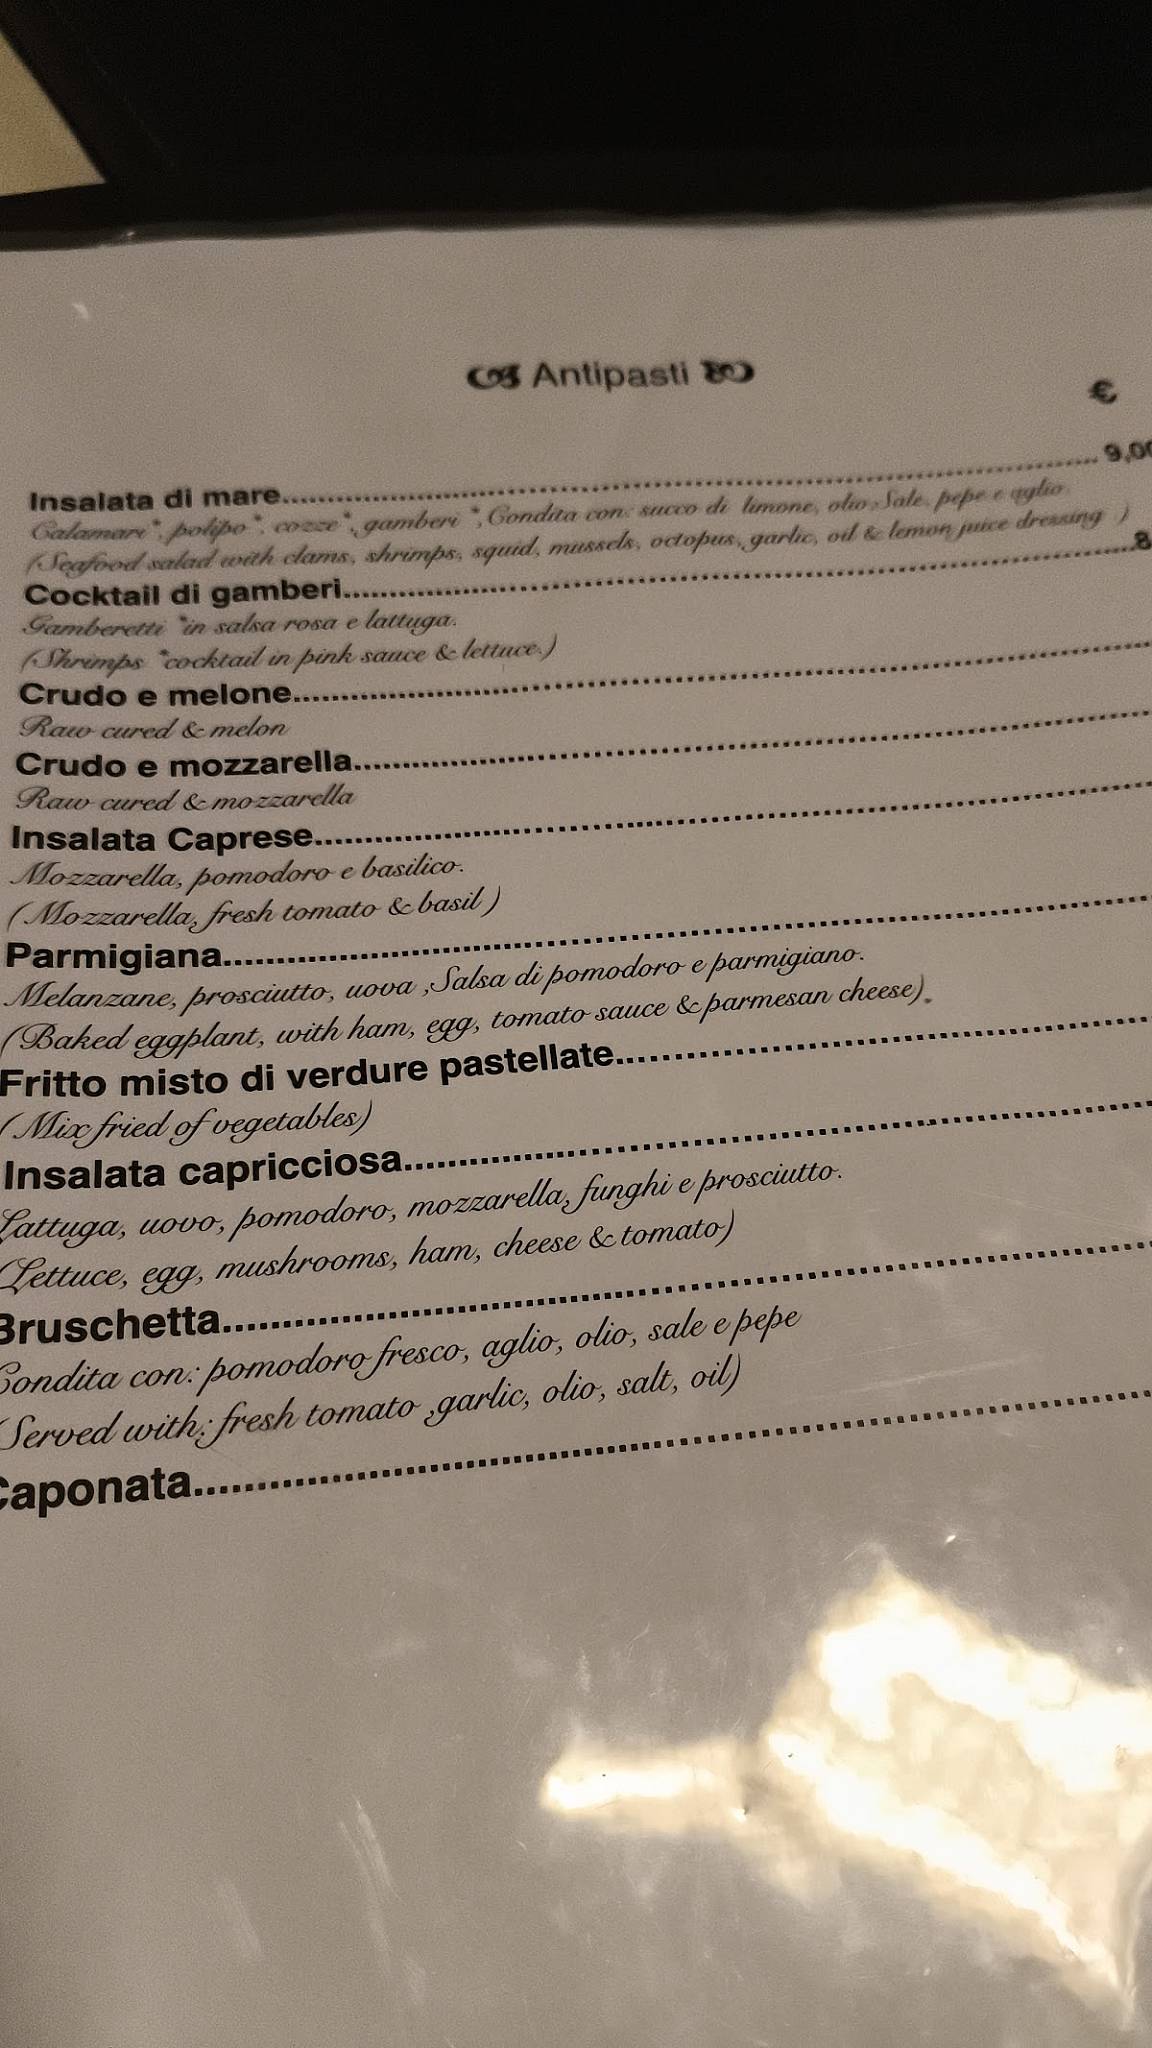 Antipasti
€
Insalata di mare........................ 9,00
Calamari*, polipo*, cozze*, gamberi *,Condita con: succo di limone, olio,Sale, pepe e aglio.
(Seafood salad with clams, shrimps, squid, mussels, octopus, garlic, oil & lemon juice dressing )
Cocktail di gamberi........................8
Gamberetti *in salsa rosa e lattuga.
(Shrimps *cocktail in pink sauce & lettuce.)
Crudo e melone........................
Raw cured & melon
Crudo e mozzarella........................
Raw cured & mozzarella
Insalata Caprese........................
Mozzarella, pomodoro e basilico.
(Mozzarella, fresh tomato & basil )
Parmigiana........................
Melanzane, prosciutto, uova ,Salsa di pomodoro e parmigiano.
(Baked eggplant, with ham, egg, tomato sauce & parmesan cheese).
Fritto misto di verdure pastellate........................
(Mix fried of vegetables)
Insalata capricciosa........................
Lattuga, uovo, pomodoro, mozzarella, funghi e prosciutto.
(Lettuce, egg, mushrooms, ham, cheese & tomato)
Bruschetta........................
Condita con: pomodoro fresco, aglio, olio, sale e pepe
(Served with: fresh tomato ,garlic, olio, salt, oil)
Caponata........................